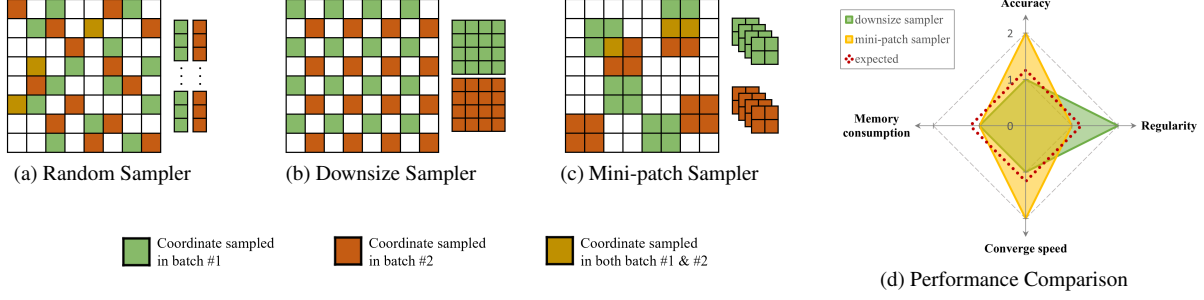 (a) Random Sampler
(b) Downsize Sampler
(c) Mini-patch Sampler
Coordinate sampled
in batch #1
Coordinate sampled
in batch #2
Coordinate sampled
in both batch #1 & #2
Accuracy
downsize sampler
mini-patch sampler
expected
2
1
0
Memory
consumption
Regularity
Converge speed
(d) Performance Comparison